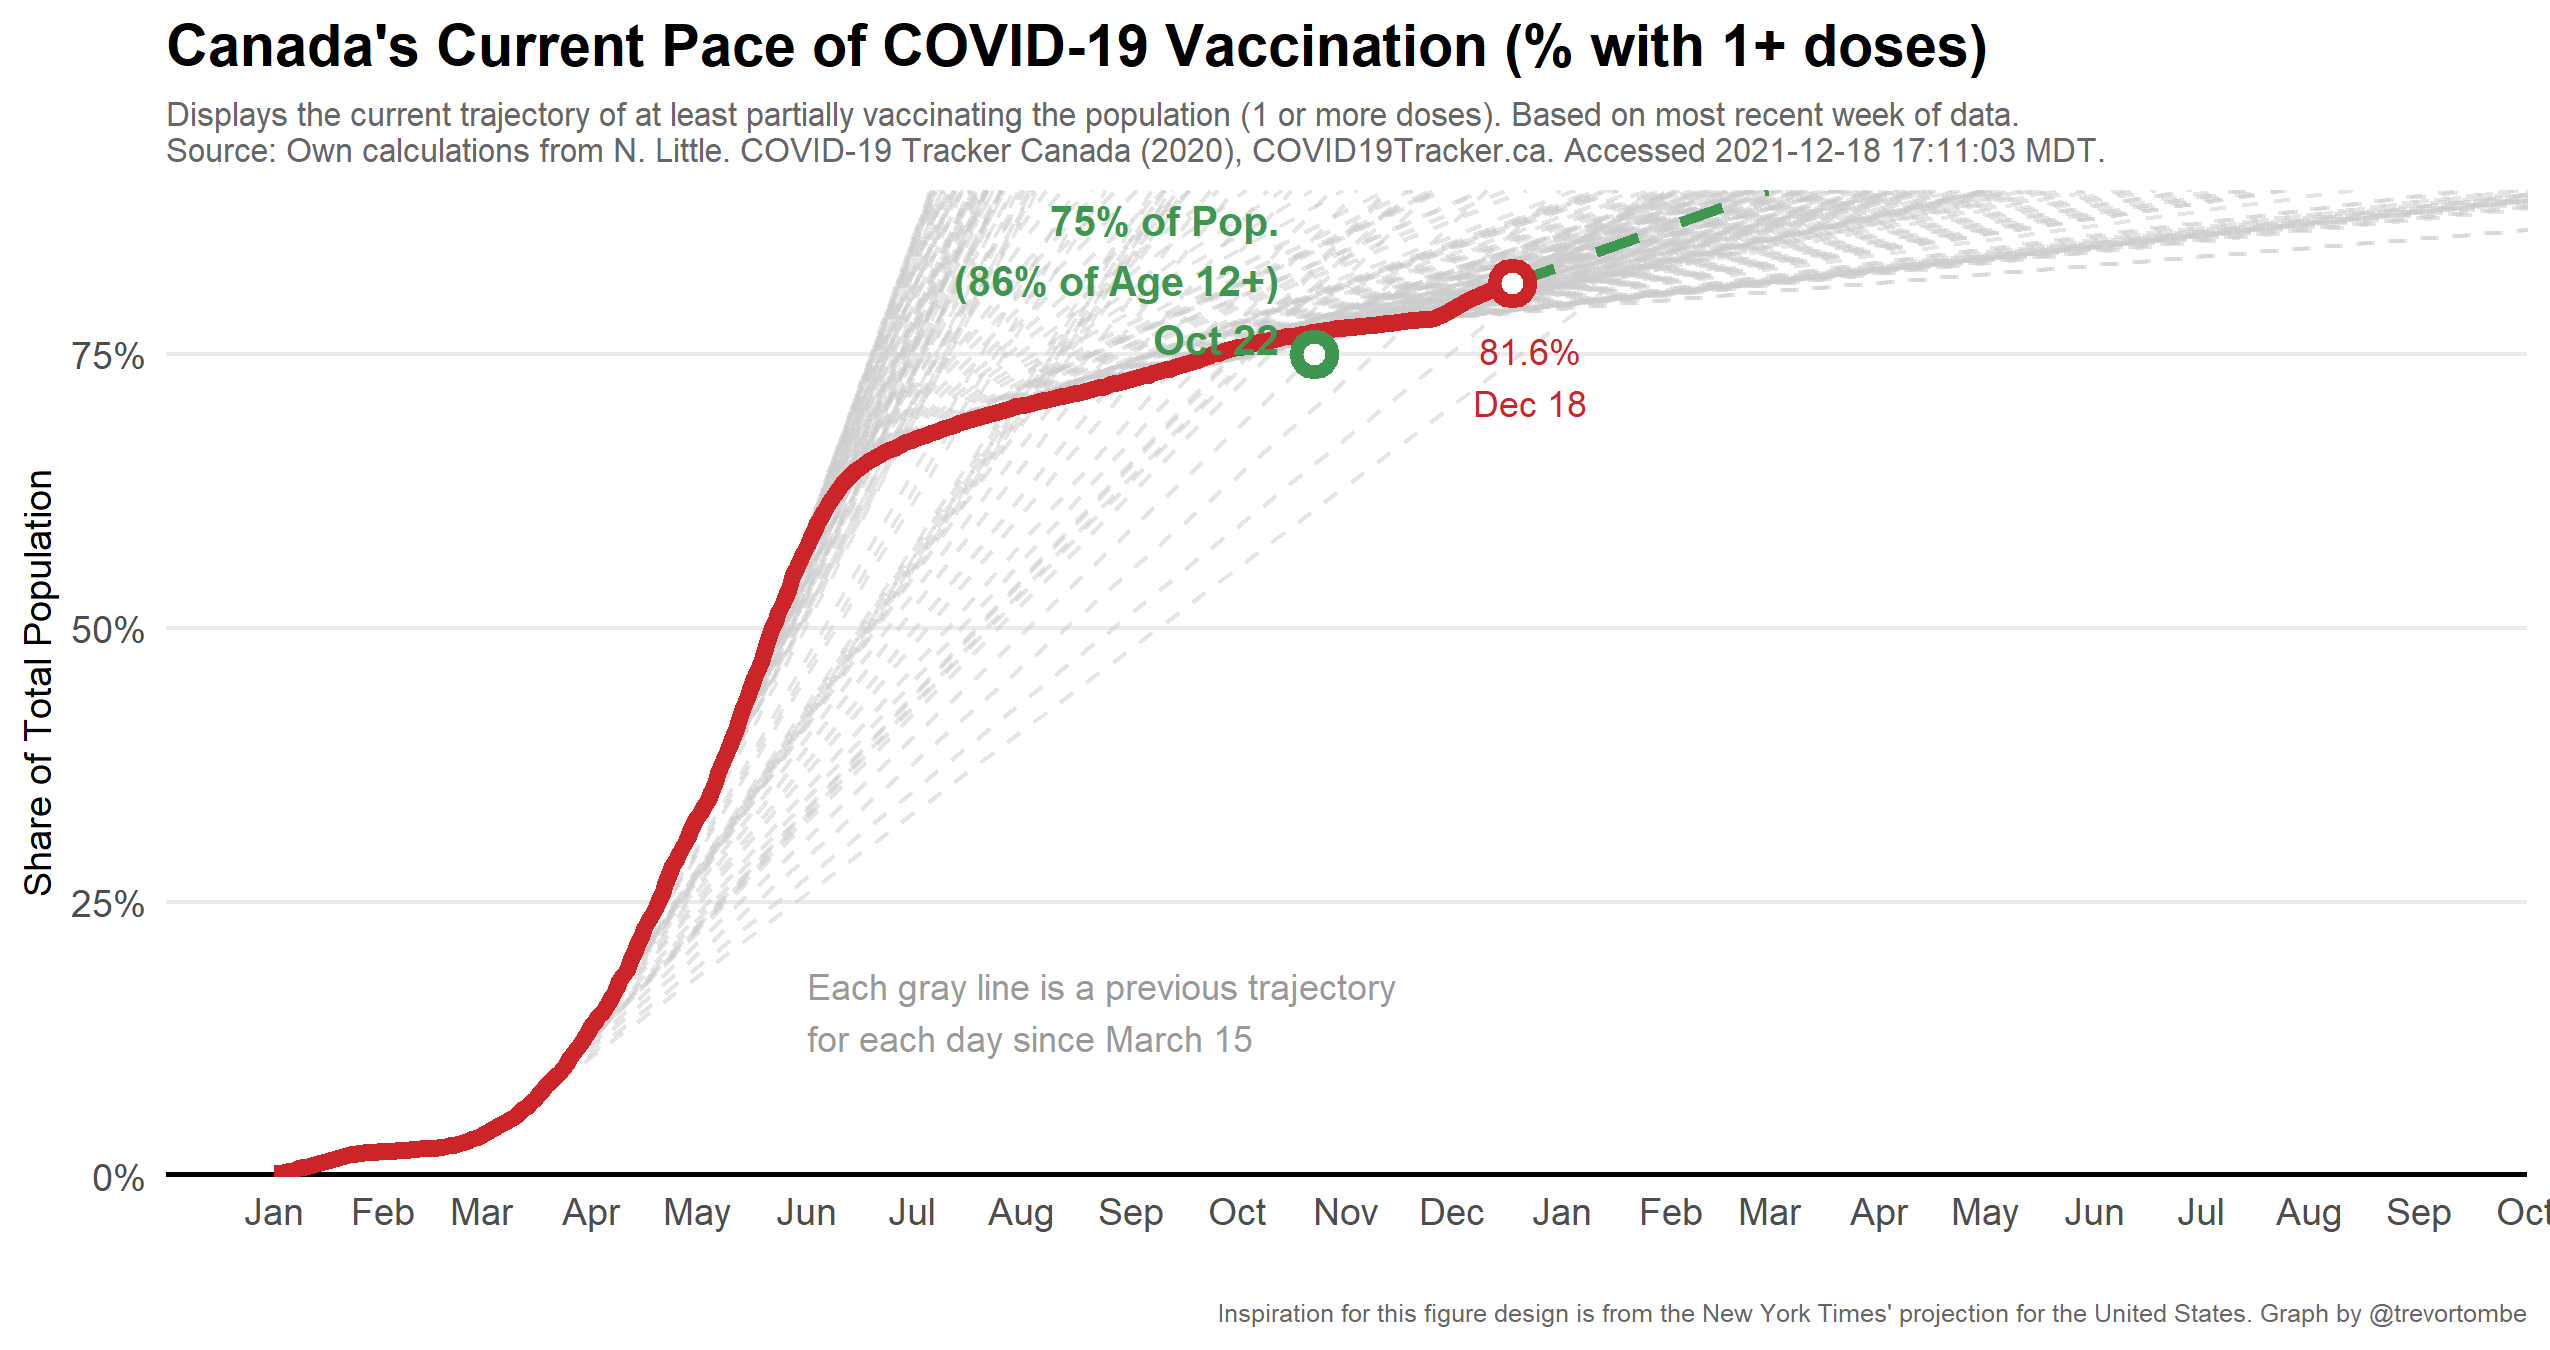 Canada's Current Pace of COVID-19 Vaccination (% with 1+ doses)
Displays the current trajectory of at least partially vaccinating the population (1 or more doses). Based on most recent week of data.
Source: Own calculations from N. Little. COVID-19 Tracker Canada (2020), COVID19Tracker.ca. Accessed 2021-12-18 17:11:03 MDT.
75% of Pop.
(86% of Age 12+)
Oct 22
81.6%
Dec 18
Share of Total Population
75%
50%
25%
0%
Each gray line is a previous trajectory
for each day since March 15
Jan Feb Mar Apr May Jun Jul Aug Sep Oct Nov Dec Jan Feb Mar Apr May Jun Jul Aug Sep Oct
Inspiration for this figure design is from the New York Times' projection for the United States. Graph by @trevortombe